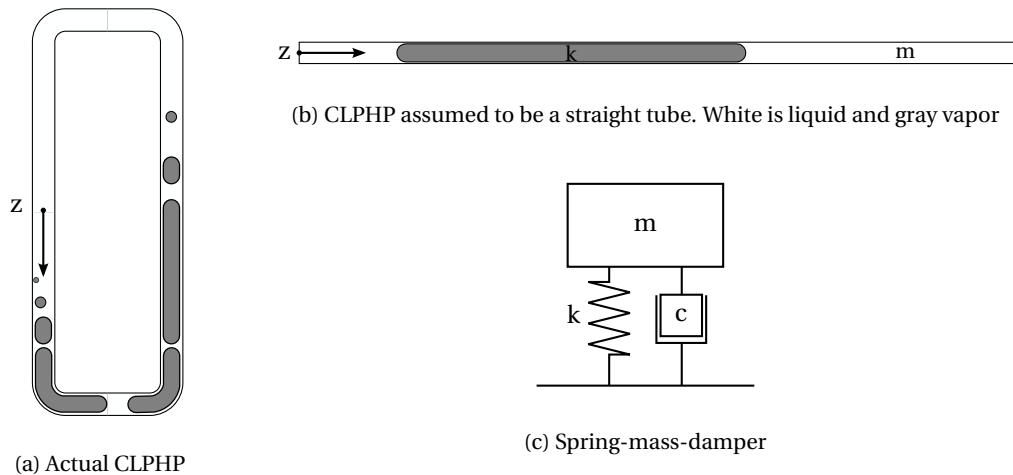 z
(a) Actual CLPHP
z
k
m
(b) CLPHP assumed to be a straight tube. White is liquid and gray vapor
m
k
c
(c) Spring-mass-damper